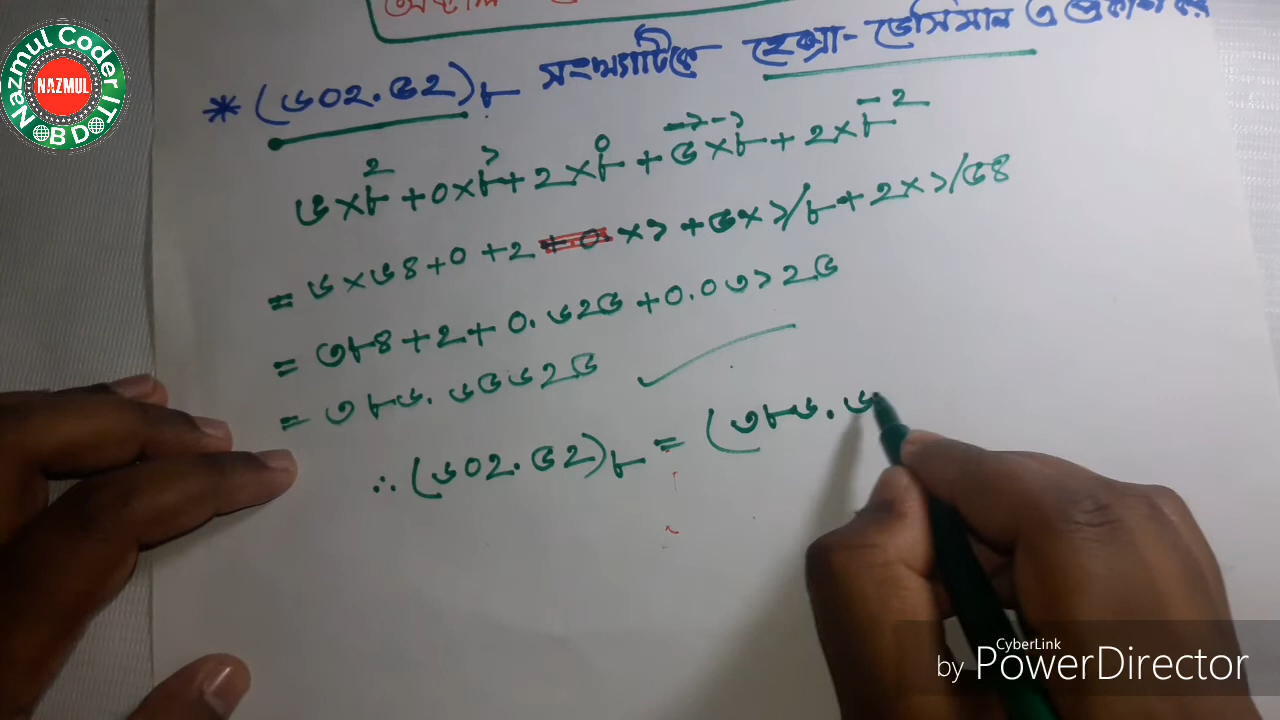 অক্টাল
* (৬০২.৫২)৮ সংখ্যাটিকে হেক্সা-ডেসিমাল এ প্রকাশ কর
৬×৮² + ০×৮¹ + ২×৮⁰ + ৫×৮⁻¹ + ২×৮⁻²
= ৬×৬৪ + ০ + ২ ×১ + ৫×১/৮ + ২×১/৬৪
= ৩৮৪ + ২ + ০.৬২৫ + ০.০৩১২৫
= ৩৮৬.৬৫৬২৫
∴ (৬০২.৫২)৮ = (৩৮৬.৬
Nazmul Coder IT
NAZMUL
BD
CyberLink
by PowerDirector